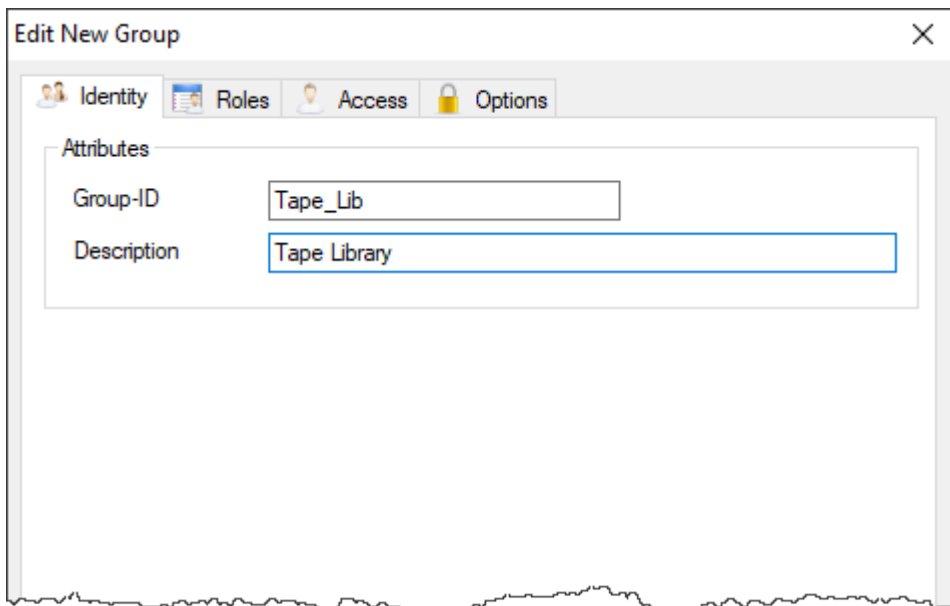 Edit New Group
Identity Roles Access Options
Attributes
Group-ID Tape_Lib
Description Tape Library